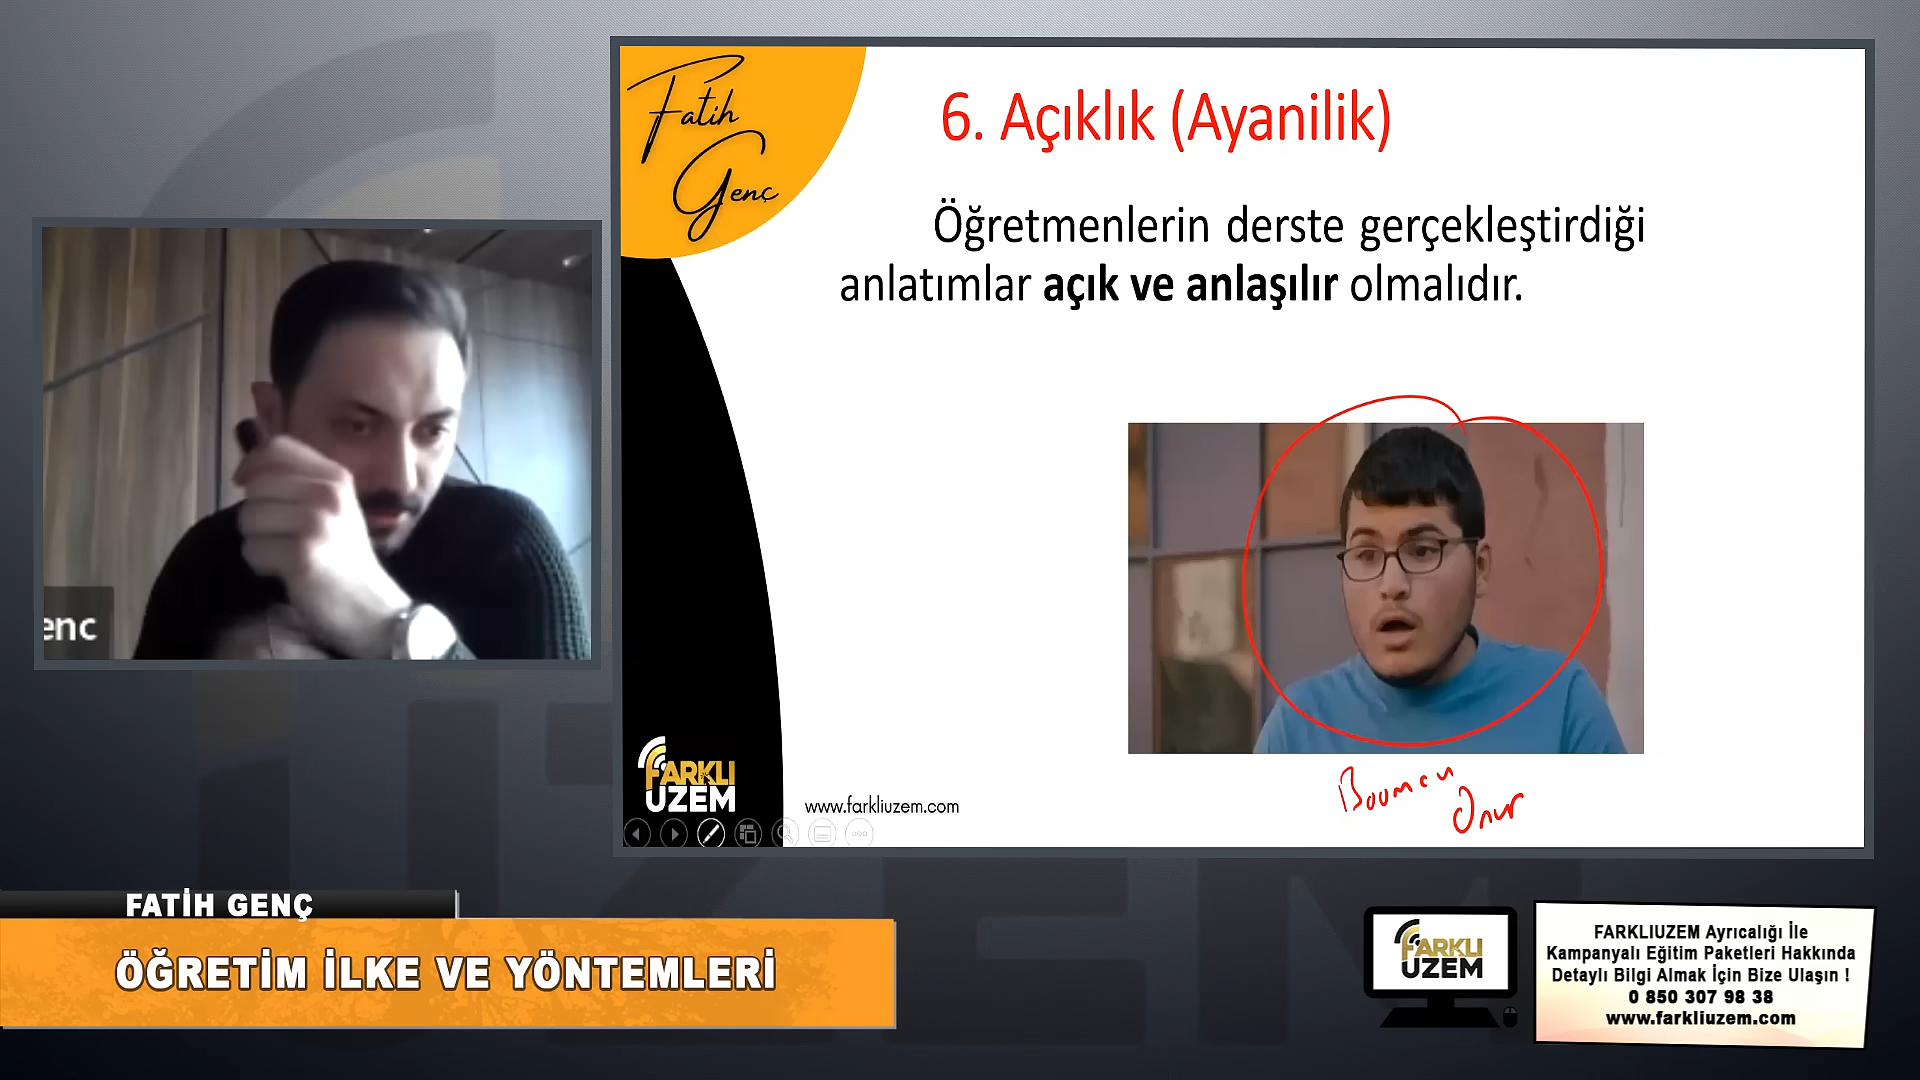 Fatih
Genç
6. Açıklık (Ayanilik)
Öğretmenlerin derste gerçekleştirdiği
anlatımlar açık ve anlaşılır olmalıdır.
enc
Onur
FARKLI
UZEM
www.farkliuzem.com
FATİH GENÇ
ÖĞRETİM İLKE VE YÖNTEMLERİ
FARKLI
UZEM
FARKLIUZEM Ayrıcalığı İle
Kampanyalı Eğitim Paketleri Hakkında
Detaylı Bilgi Almak İçin Bize Ulaşın !
0 850 307 98 38
www.farkliuzem.com